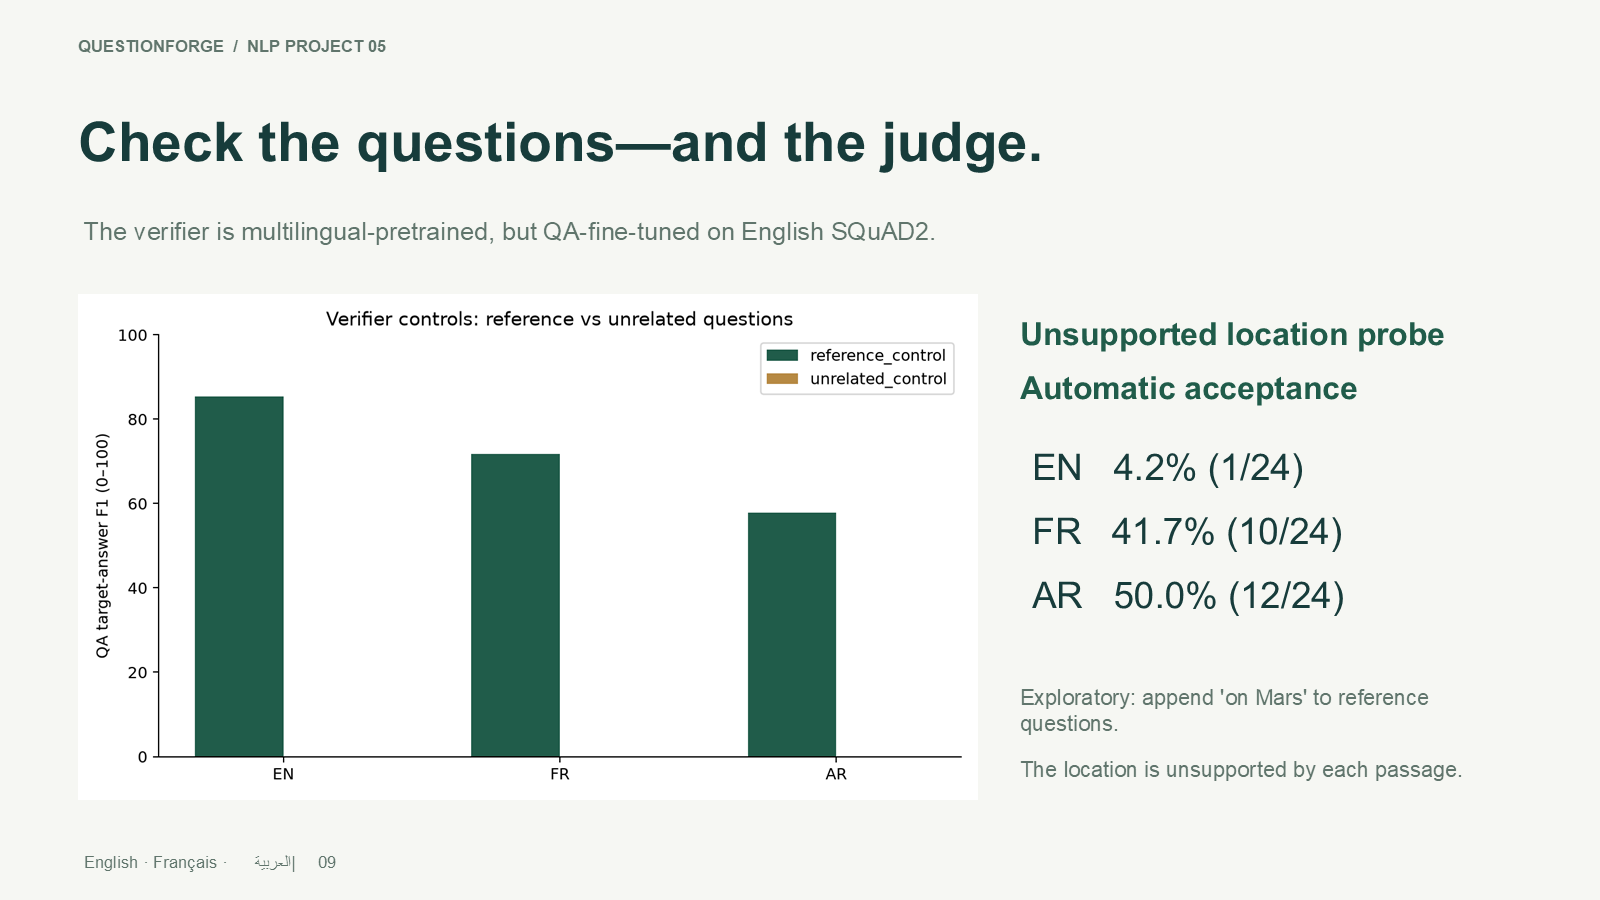 QUESTIONFORGE / NLP PROJECT 05
Check the questions—and the judge.
The verifier is multilingual-pretrained, but QA-fine-tuned on English SQuAD2.
Verifier controls: reference vs unrelated questions
reference_control
unrelated_control
QA target-answer F1 (0–100)
100
80
60
40
20
0
EN
FR
AR
Unsupported location probe
Automatic acceptance
EN 4.2% (1/24)
FR 41.7% (10/24)
AR 50.0% (12/24)
Exploratory: append 'on Mars' to reference
questions.
The location is unsupported by each passage.
English · Français · العربية | 09